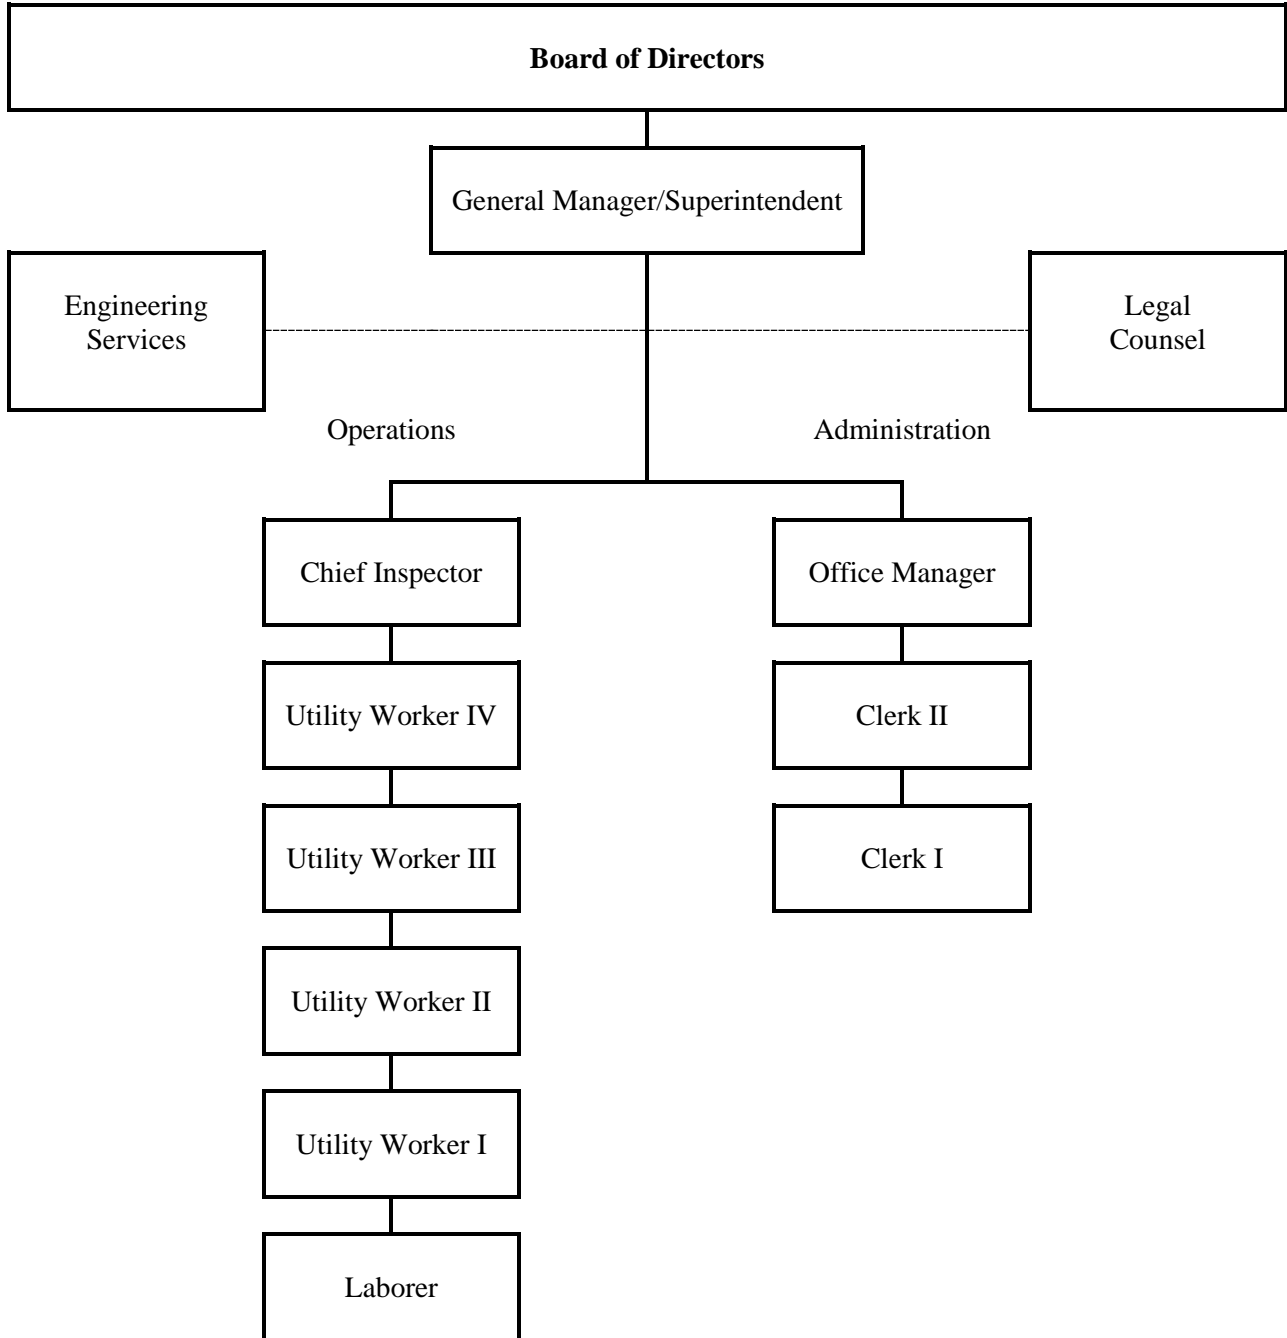 Board of Directors
General Manager/Superintendent
Engineering
Services
Legal
Counsel
Operations
Administration
Chief Inspector
Office Manager
Utility Worker IV
Clerk II
Utility Worker III
Clerk I
Utility Worker II
Utility Worker I
Laborer